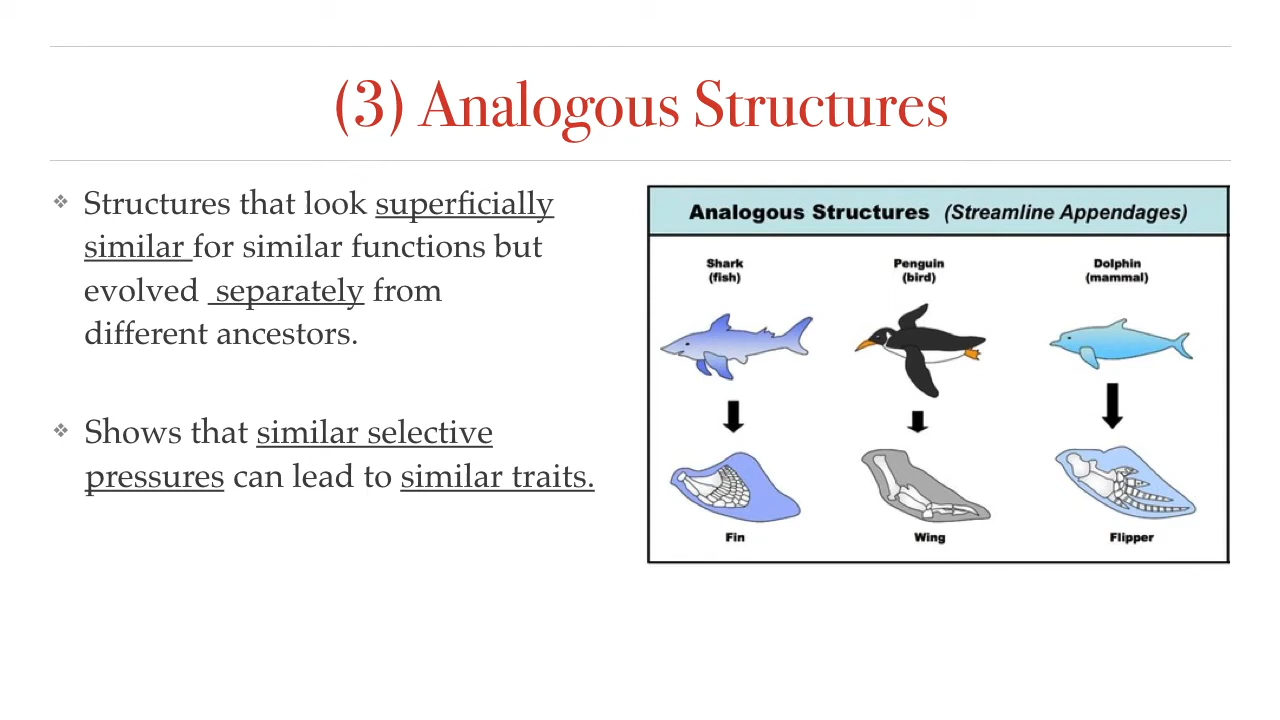 (3) Analogous Structures
❖ Structures that look superficially
similar for similar functions but
evolved separately from
different ancestors.
❖ Shows that similar selective
pressures can lead to similar traits.
Analogous Structures (Streamline Appendages)
Shark
(fish)
Penguin
(bird)
Dolphin
(mammal)
Fin
Wing
Flipper